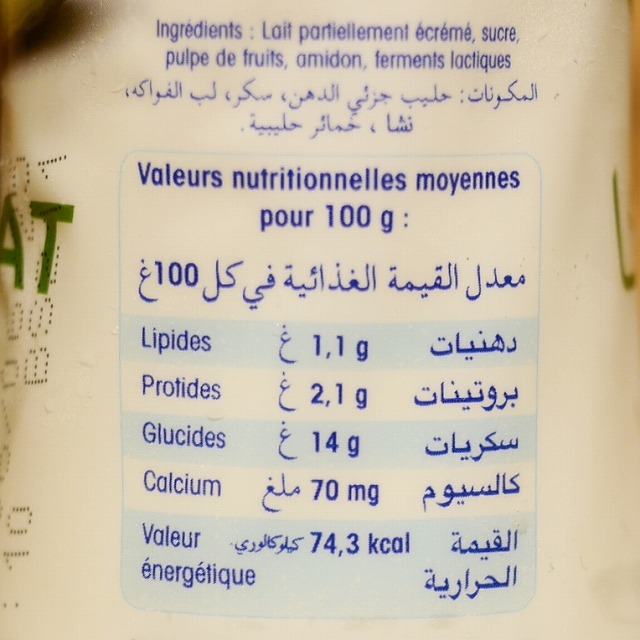 Ingrédients : Lait partiellement écrémé, sucre,
pulpe de fruits, amidon, ferments lactiques
المكونات: حليب جزئي الدهن، سكر، لب الفواكه،
نشا ، خمائر حليبية .
Valeurs nutritionnelles moyennes
pour 100 g :
معدل القيمة الغذائية في كل 100غ
Lipides غ 1,1 g دهنيات
Protides غ 2,1 g بروتينات
Glucides غ 14 g سكريات
Calcium ملغ 70 mg كالسيوم
Valeur كيلوكالوري 74,3 kcal القيمة
énergétique الحرارية
AT